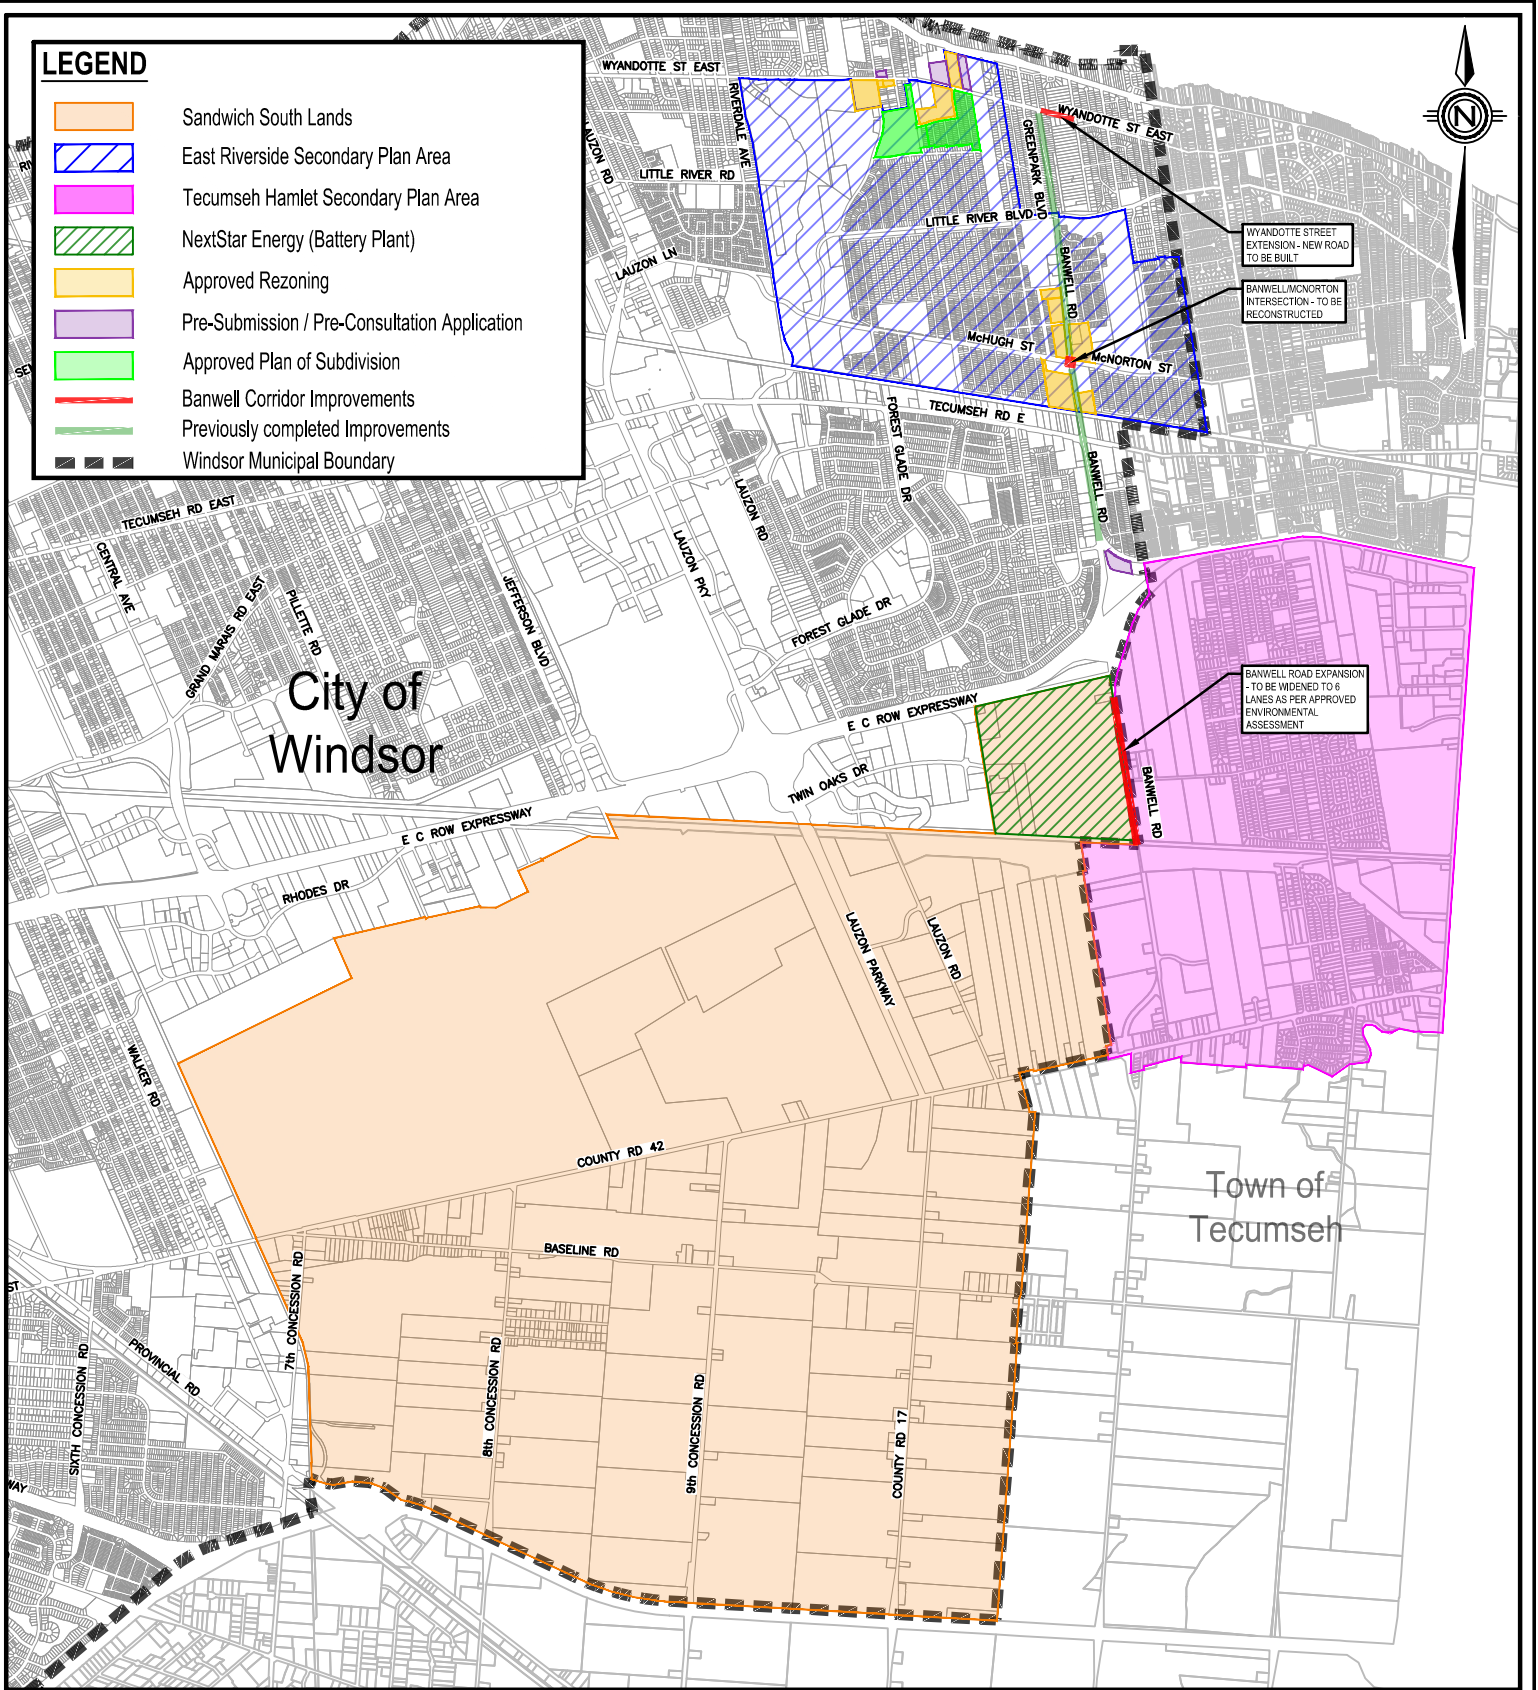 LEGEND
Sandwich South Lands
East Riverside Secondary Plan Area
Tecumseh Hamlet Secondary Plan Area
NextStar Energy (Battery Plant)
Approved Rezoning
Pre-Submission / Pre-Consultation Application
Approved Plan of Subdivision
Banwell Corridor Improvements
Previously completed Improvements
Windsor Municipal Boundary
N
WYANDOTTE ST EAST
RIVERDALE AVE
LAUZON RD
LITTLE RIVER RD
LAUZON LN
GREENPARK BLVD
WYANDOTTE ST EAST
LITTLE RIVER BLVD
BANWELL RD
McHUGH ST
McNORTON ST
TECUMSEH RD E
WYANDOTTE STREET
EXTENSION - NEW ROAD
TO BE BUILT
BANWELL/MCNORTON
INTERSECTION - TO BE
RECONSTRUCTED
FOREST GLADE DR
BANWELL RD
LAUZON RD
LAUZON PKY
TECUMSEH RD EAST
CENTRAL AVE
GRAND MARAIS RD EAST
PILLETTE RD
JEFFERSON BLVD
FOREST GLADE DR
City of
Windsor
E C ROW EXPRESSWAY
BANWELL ROAD EXPANSION
- TO BE WIDENED TO 6
LANES AS PER APPROVED
ENVIRONMENTAL
ASSESSMENT
TWIN OAKS DR
BANWELL RD
E C ROW EXPRESSWAY
RHODES DR
LAUZON PARKWAY
LAUZON RD
WALKER RD
COUNTY RD 42
Town of
Tecumseh
BASELINE RD
7th CONCESSION RD
ST
PROVINCIAL RD
SIXTH CONCESSION RD
8th CONCESSION RD
9th CONCESSION RD
COUNTY RD 17
WAY